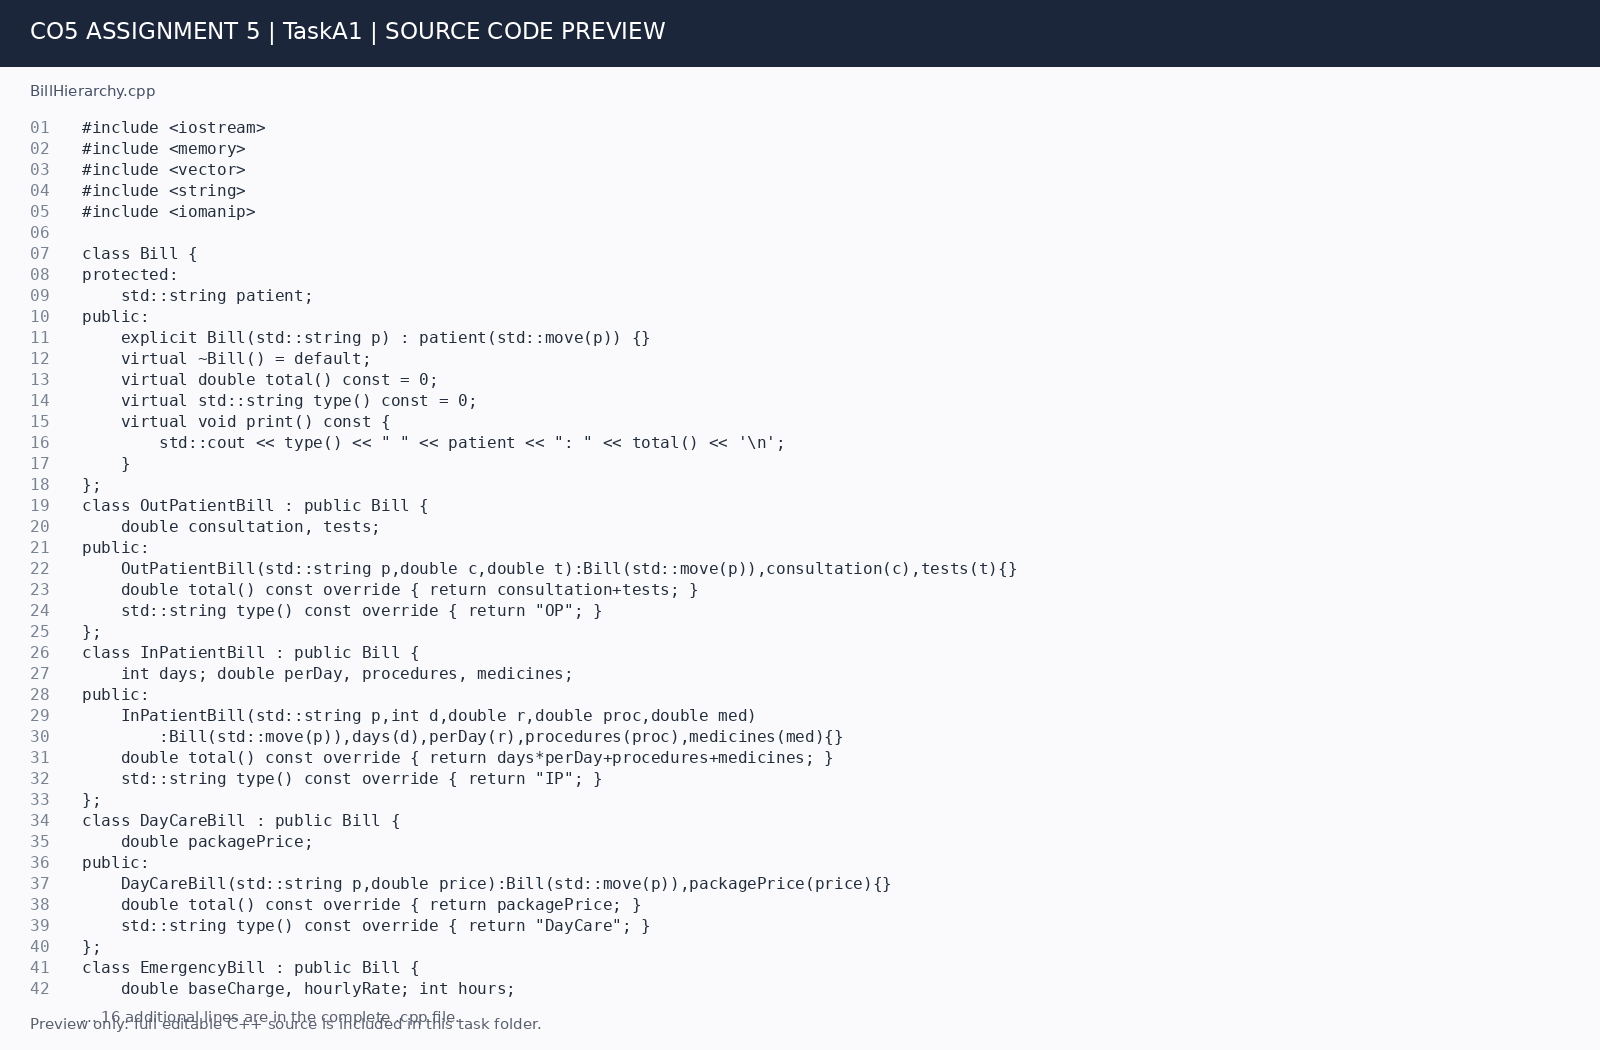 CO5 ASSIGNMENT 5 | TaskA1 | SOURCE CODE PREVIEW
BillHierarchy.cpp
01 #include <iostream>
02 #include <memory>
03 #include <vector>
04 #include <string>
05 #include <iomanip>
06
07 class Bill {
08 protected:
09     std::string patient;
10 public:
11     explicit Bill(std::string p) : patient(std::move(p)) {}
12     virtual ~Bill() = default;
13     virtual double total() const = 0;
14     virtual std::string type() const = 0;
15     virtual void print() const {
16         std::cout << type() << " " << patient << ": " << total() << '\n';
17     }
18 };
19 class OutPatientBill : public Bill {
20     double consultation, tests;
21 public:
22     OutPatientBill(std::string p,double c,double t):Bill(std::move(p)),consultation(c),tests(t){}
23     double total() const override { return consultation+tests; }
24     std::string type() const override { return "OP"; }
25 };
26 class InPatientBill : public Bill {
27     int days; double perDay, procedures, medicines;
28 public:
29     InPatientBill(std::string p,int d,double r,double proc,double med)
30         :Bill(std::move(p)),days(d),perDay(r),procedures(proc),medicines(med){}
31     double total() const override { return days*perDay+procedures+medicines; }
32     std::string type() const override { return "IP"; }
33 };
34 class DayCareBill : public Bill {
35     double packagePrice;
36 public:
37     DayCareBill(std::string p,double price):Bill(std::move(p)),packagePrice(price){}
38     double total() const override { return packagePrice; }
39     std::string type() const override { return "DayCare"; }
40 };
41 class EmergencyBill : public Bill {
42     double baseCharge, hourlyRate; int hours;
... 16 additional lines are in the complete .cpp file.
Preview only: full editable C++ source is included in this task folder.